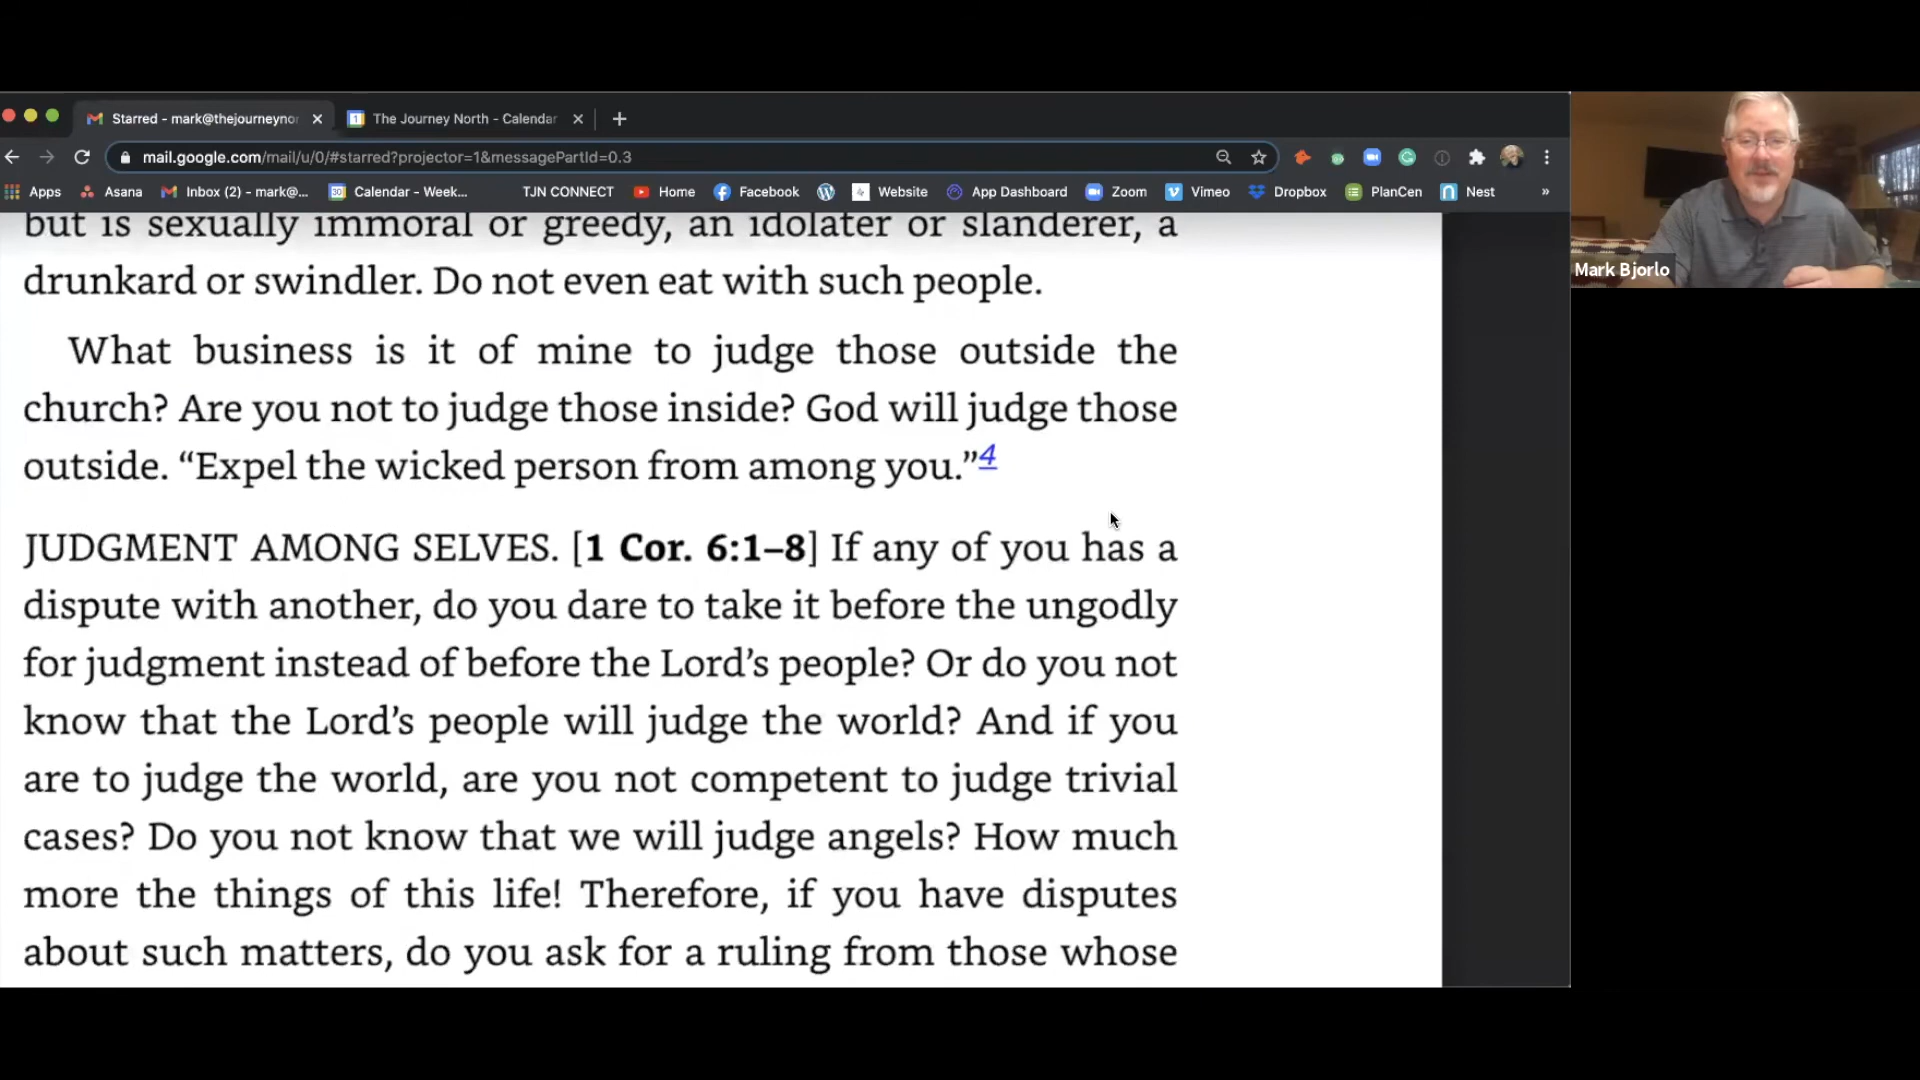 Starred - mark@thejourneynor
The Journey North - Calendar
mail.google.com/mail/u/0/#starred?projector=1&messagePartId=0.3
Apps Asana Inbox (2) - mark@... 30 Calendar - Week... TJN CONNECT Home Facebook Website App Dashboard Zoom Vimeo Dropbox PlanCen Nest »
but is sexually immoral or greedy, an idolater or slanderer, a
drunkard or swindler. Do not even eat with such people.
What business is it of mine to judge those outside the
church? Are you not to judge those inside? God will judge those
outside. “Expel the wicked person from among you.”4
JUDGMENT AMONG SELVES. [1 Cor. 6:1–8] If any of you has a
dispute with another, do you dare to take it before the ungodly
for judgment instead of before the Lord’s people? Or do you not
know that the Lord’s people will judge the world? And if you
are to judge the world, are you not competent to judge trivial
cases? Do you not know that we will judge angels? How much
more the things of this life! Therefore, if you have disputes
about such matters, do you ask for a ruling from those whose
Mark Bjorlo